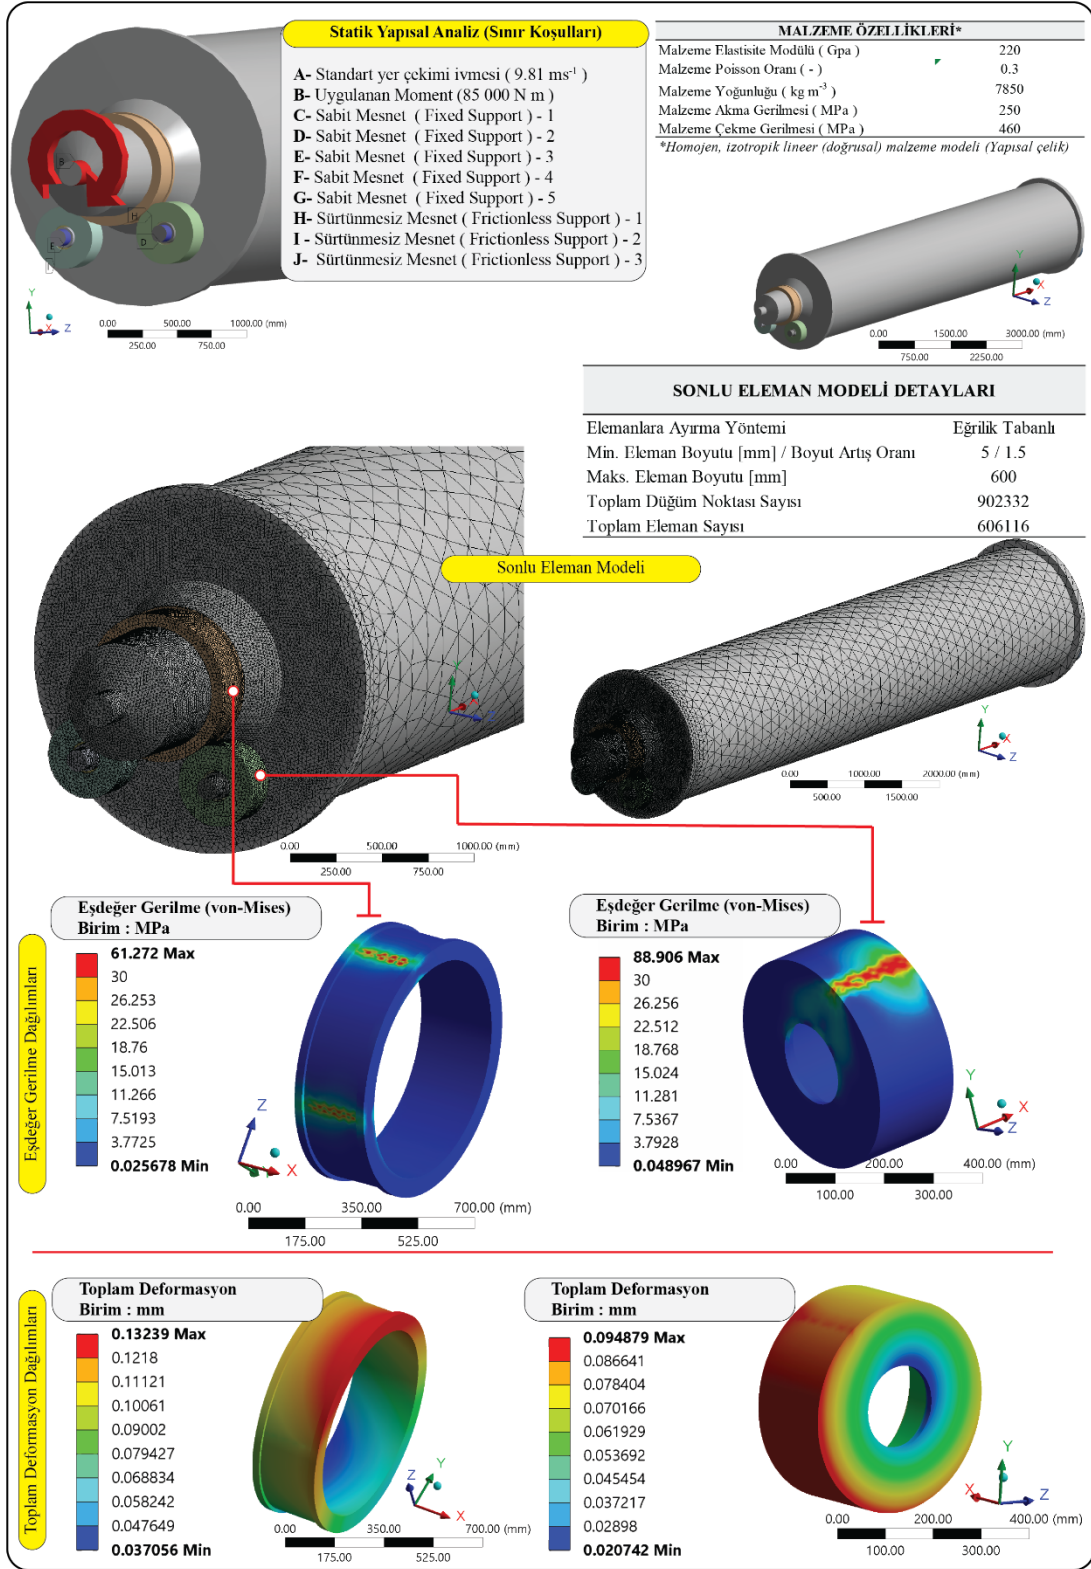 Statik Yapısal Analiz (Sınır Koşulları)
A- Standart yer çekimi ivmesi ( 9.81 ms⁻¹ )
B- Uygulanan Moment (85 000 N m )
C- Sabit Mesnet ( Fixed Support ) - 1
D- Sabit Mesnet ( Fixed Support ) - 2
E- Sabit Mesnet ( Fixed Support ) - 3
F- Sabit Mesnet ( Fixed Support ) - 4
G- Sabit Mesnet ( Fixed Support ) - 5
H- Sürtünmesiz Mesnet ( Frictionless Support ) - 1
I - Sürtünmesiz Mesnet ( Frictionless Support ) - 2
J- Sürtünmesiz Mesnet ( Frictionless Support ) - 3
B
H
E
D
Y
X
Z
0.00 500.00 1000.00 (mm)
250.00 750.00
MALZEME ÖZELLİKLERİ*
Malzeme Elastisite Modülü ( Gpa ) 220
Malzeme Poisson Oranı ( - ) 0.3
Malzeme Yoğunluğu ( kg m⁻³ ) 7850
Malzeme Akma Gerilmesi ( MPa ) 250
Malzeme Çekme Gerilmesi ( MPa ) 460
*Homojen, izotropik lineer (doğrusal) malzeme modeli (Yapısal çelik)
Y
X
Z
0.00 1500.00 3000.00 (mm)
750.00 2250.00
SONLU ELEMAN MODELİ DETAYLARI
Elemanlara Ayırma Yöntemi Eğrilik Tabanlı
Min. Eleman Boyutu [mm] / Boyut Artış Oranı 5 / 1.5
Maks. Eleman Boyutu [mm] 600
Toplam Düğüm Noktası Sayısı 902332
Toplam Eleman Sayısı 606116
Sonlu Eleman Modeli
Y
X
Z
0.00 500.00 1000.00 (mm)
250.00 750.00
Y
X
Z
0.00 1000.00 2000.00 (mm)
500.00 1500.00
Eşdeğer Gerilme Dağılımları
Eşdeğer Gerilme (von-Mises)
Birim : MPa
61.272 Max
30
26.253
22.506
18.76
15.013
11.266
7.5193
3.7725
0.025678 Min
Z
X
0.00 350.00 700.00 (mm)
175.00 525.00
Eşdeğer Gerilme (von-Mises)
Birim : MPa
88.906 Max
30
26.256
22.512
18.768
15.024
11.281
7.5367
3.7928
0.048967 Min
Y
X
Z
0.00 200.00 400.00 (mm)
100.00 300.00
Toplam Deformasyon Dağılımları
Toplam Deformasyon
Birim : mm
0.13239 Max
0.1218
0.11121
0.10061
0.09002
0.079427
0.068834
0.058242
0.047649
0.037056 Min
Z
Y
X
0.00 350.00 700.00 (mm)
175.00 525.00
Toplam Deformasyon
Birim : mm
0.094879 Max
0.086641
0.078404
0.070166
0.061929
0.053692
0.045454
0.037217
0.02898
0.020742 Min
Y
X
Z
0.00 200.00 400.00 (mm)
100.00 300.00